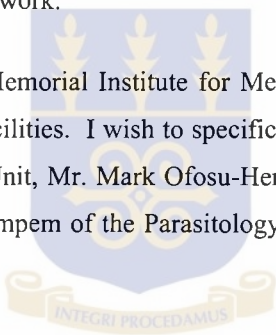 work.
Memorial Institute for Me
cilities. I wish to specific
Unit, Mr. Mark Ofosu-Her
mpem of the Parasitology
INTEGRI PROCEDAMUS